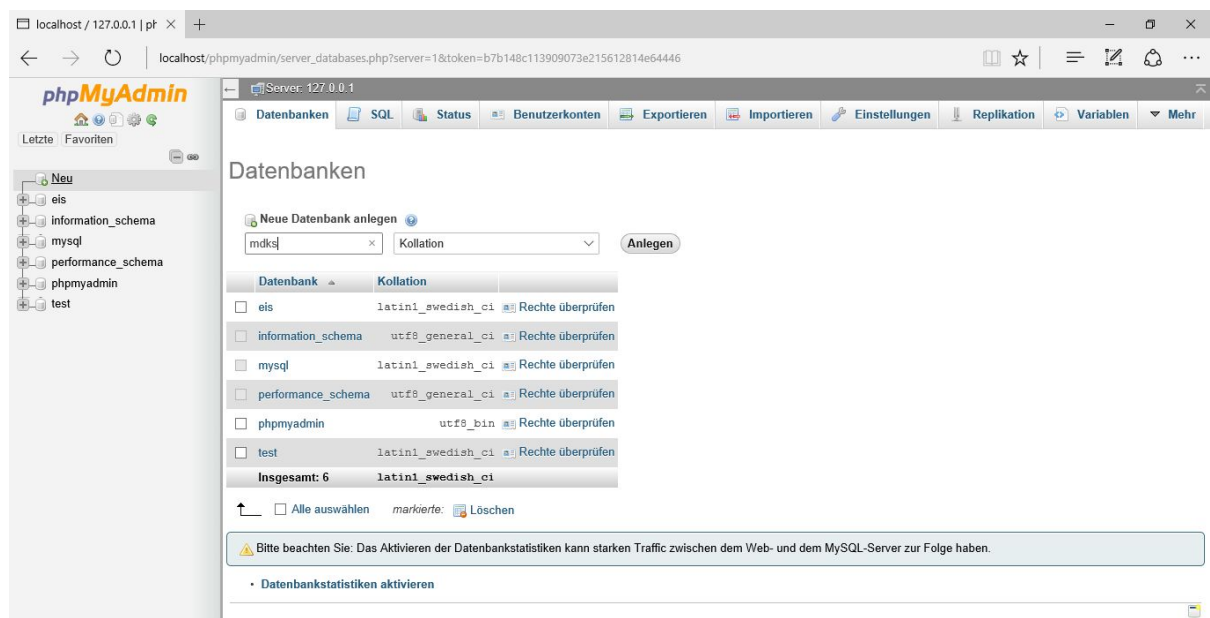 localhost / 127.0.0.1 | ph
localhost/phpmyadmin/server_databases.php?server=1&token=b7b148c113909073e215612814e64446
phpMyAdmin
Letzte Favoriten
Neu
eis
information_schema
mysql
performance_schema
phpmyadmin
test
Server: 127.0.0.1
Datenbanken SQL Status Benutzerkonten Exportieren Importieren Einstellungen Replikation Variablen Mehr
Datenbanken
Neue Datenbank anlegen
mdks Kollation Anlegen
Datenbank Kollation
eis latin1_swedish_ci Rechte überprüfen
information_schema utf8_general_ci Rechte überprüfen
mysql latin1_swedish_ci Rechte überprüfen
performance_schema utf8_general_ci Rechte überprüfen
phpmyadmin utf8_bin Rechte überprüfen
test latin1_swedish_ci Rechte überprüfen
Insgesamt: 6 latin1_swedish_ci
Alle auswählen markierte: Löschen
Bitte beachten Sie: Das Aktivieren der Datenbankstatistiken kann starken Traffic zwischen dem Web- und dem MySQL-Server zur Folge haben.
• Datenbankstatistiken aktivieren